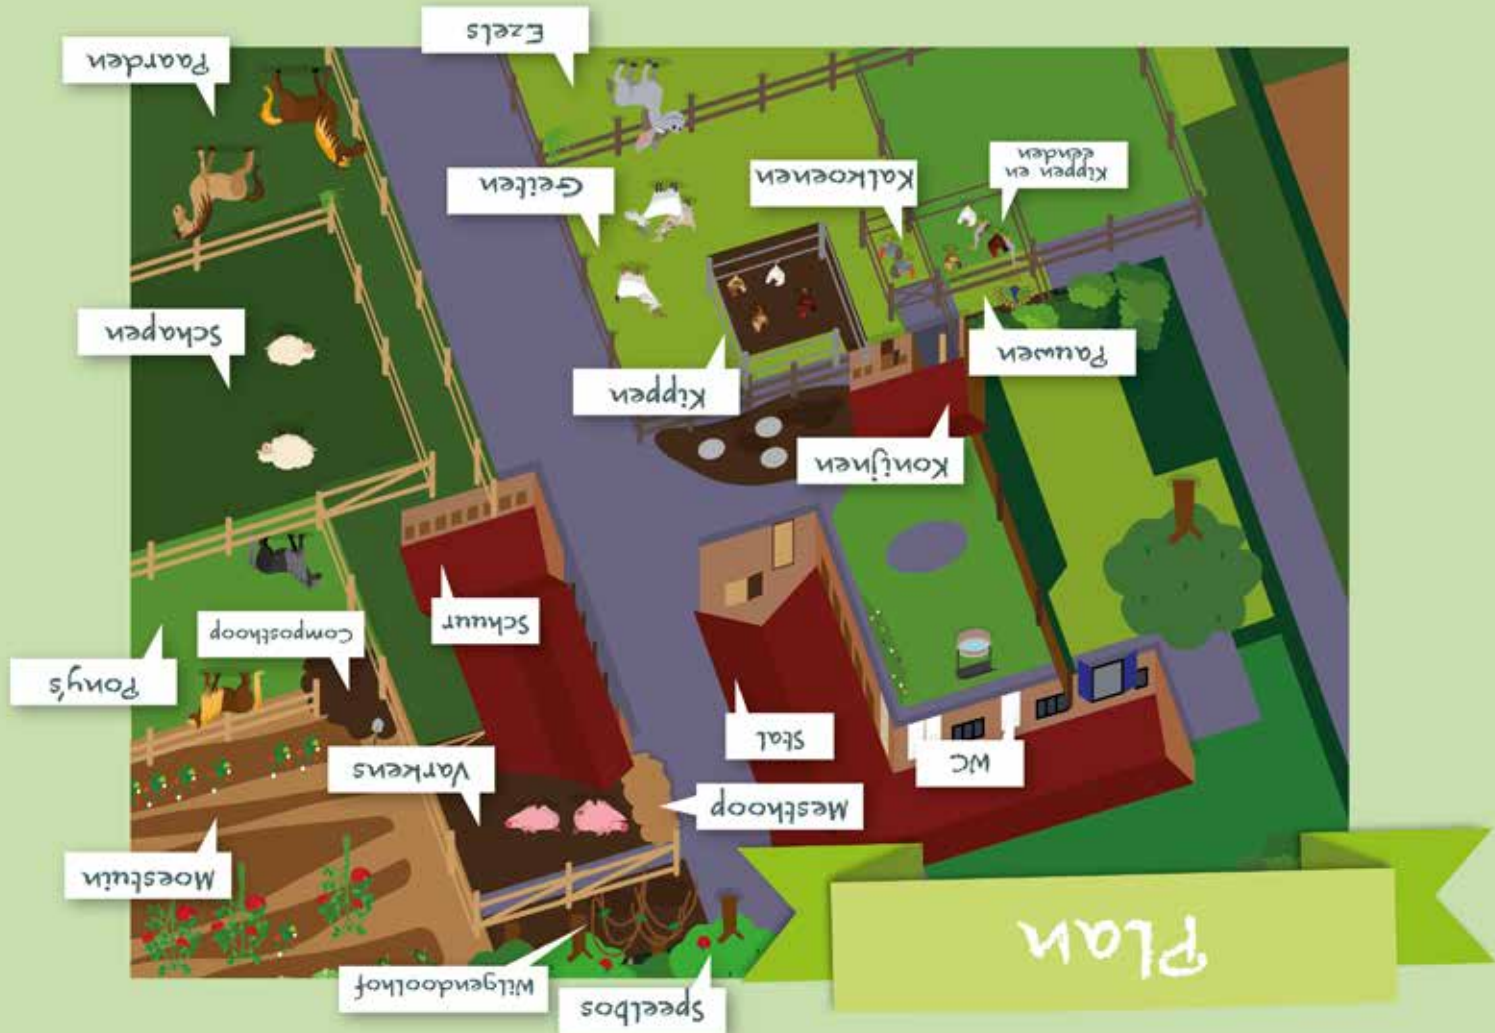 Plan
Speelbos
Wilgendoolhof
Moestuin
Mesthoop
Varkens
WC
Stal
Pony's
Schuur
Composthoop
Konijnen
Kippen
Pauwen
Schapen
Kippen en
eenden
Kalkoenen
Geiten
Paarden
Ezels